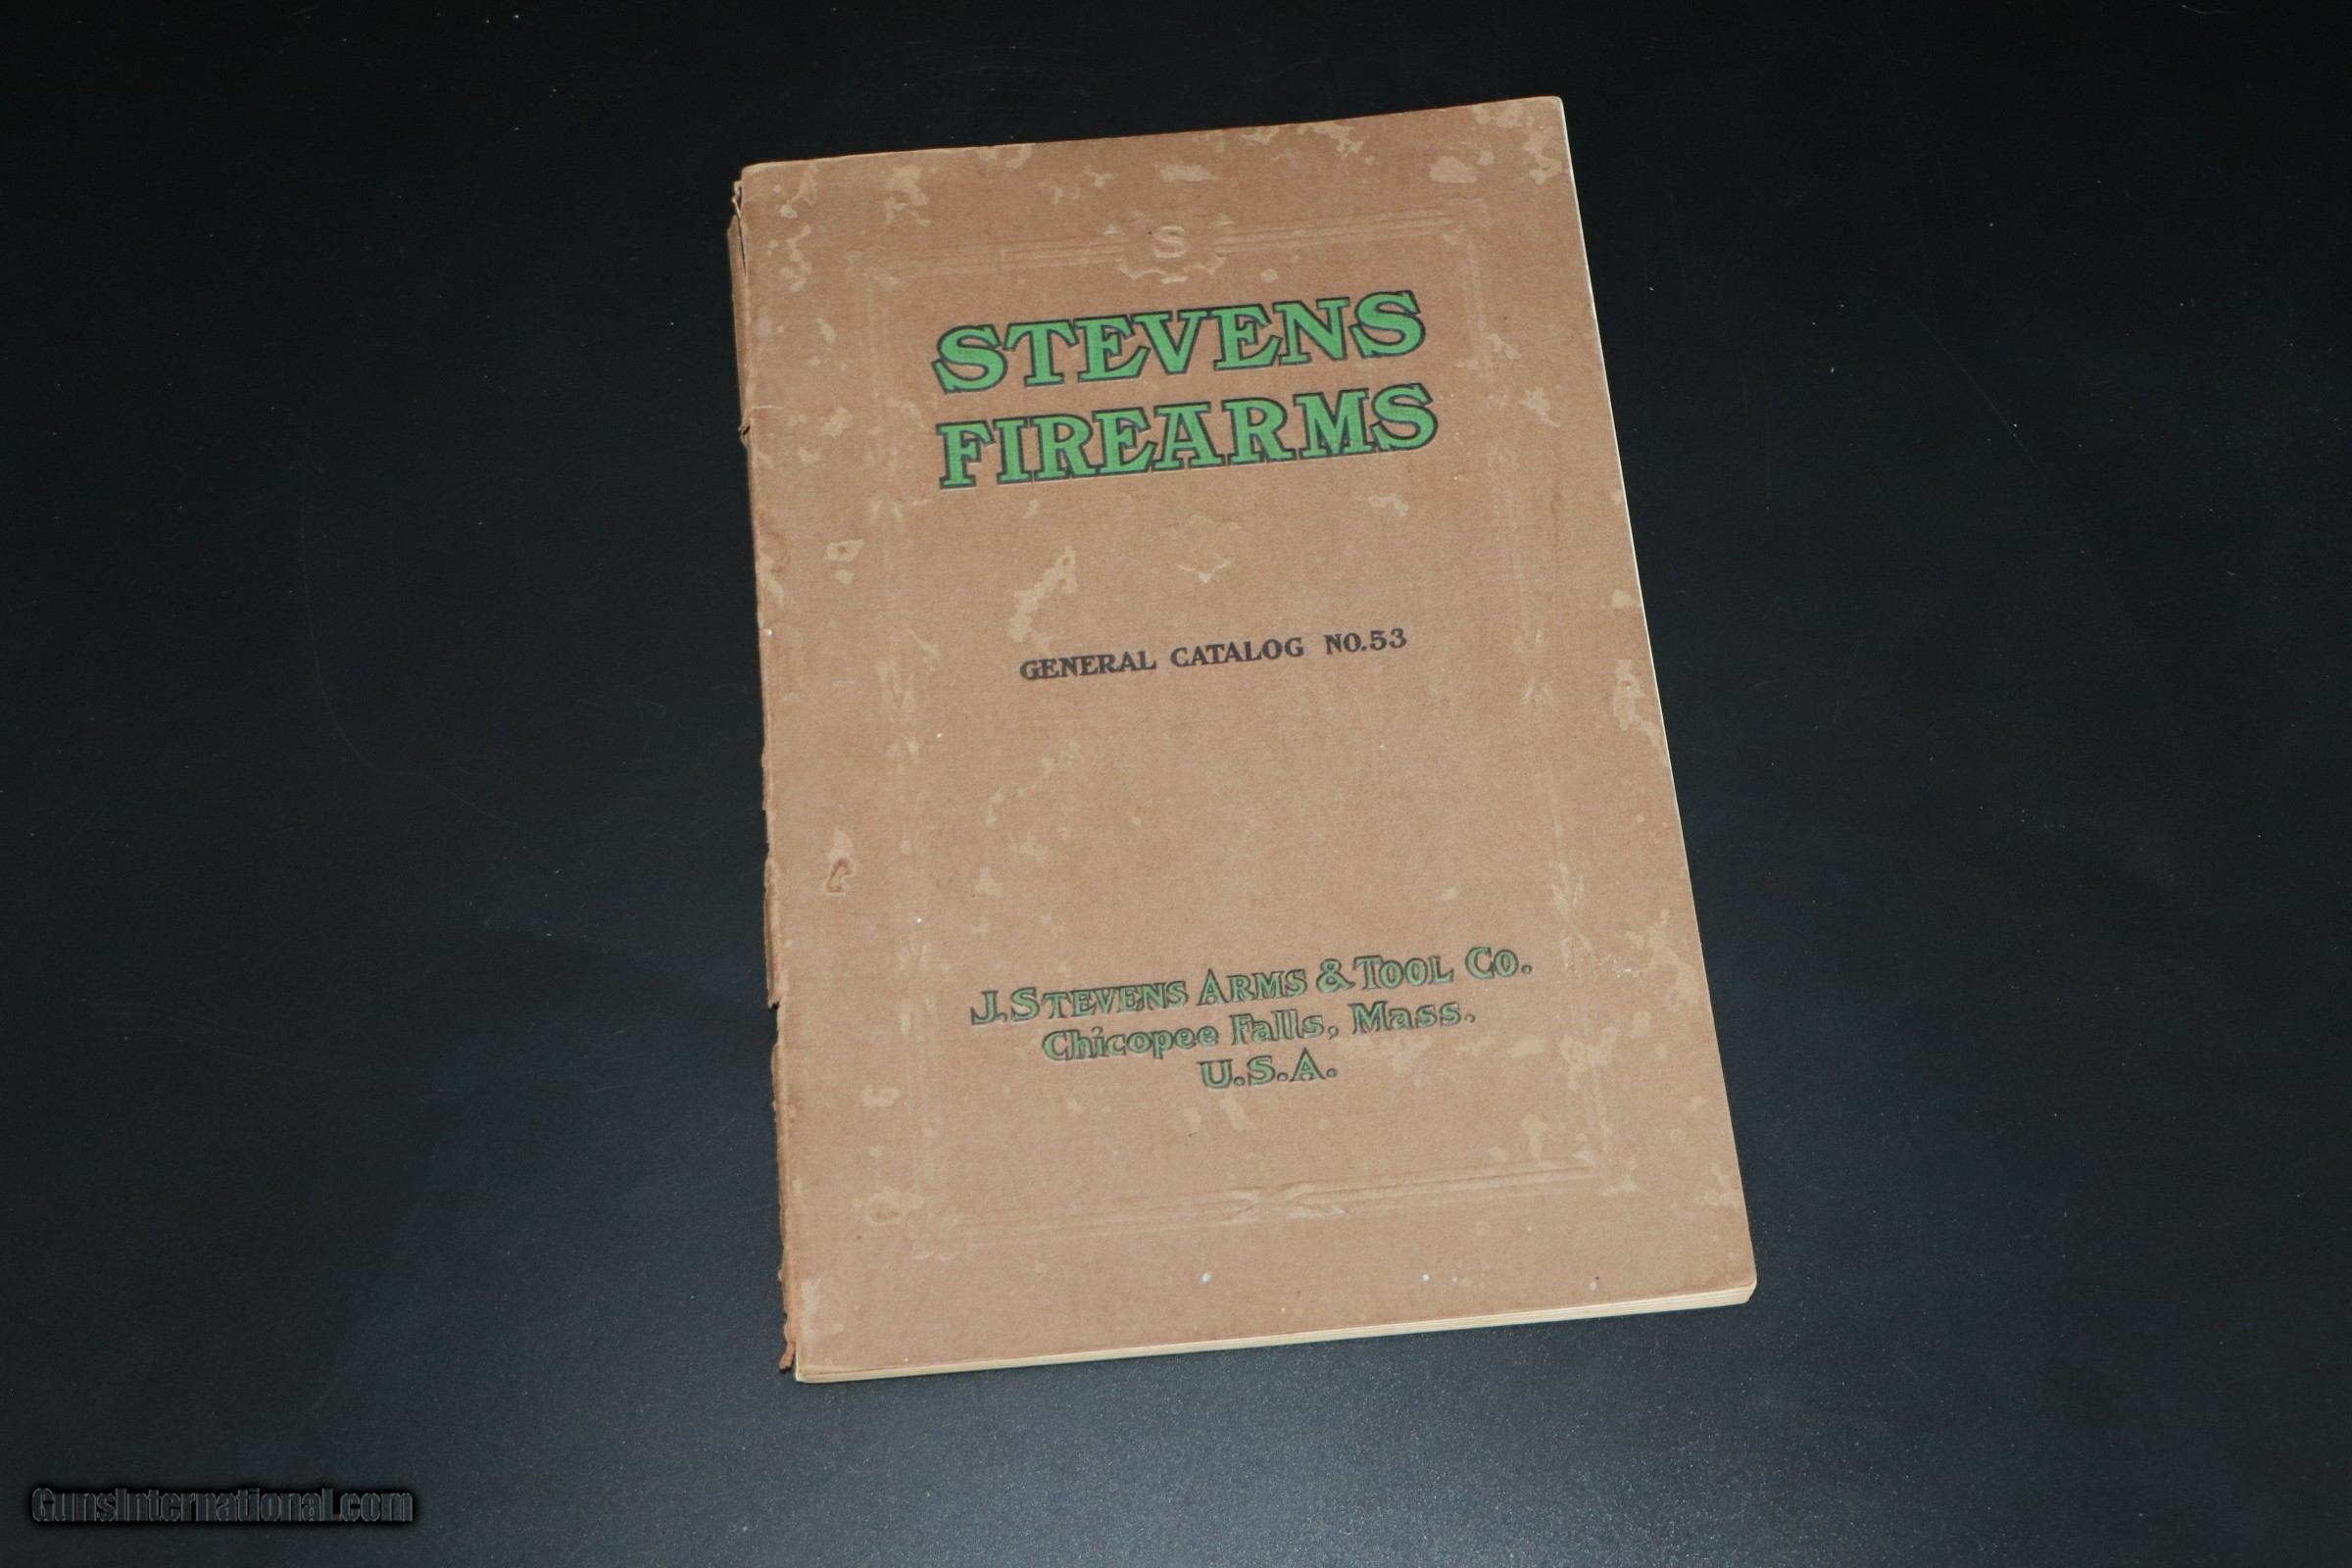 S
STEVENS
FIREARMS
GENERAL CATALOG NO.53
J. STEVENS ARMS & TOOL CO.
Chicopee Falls, Mass.
U.S.A.
GunsInternational.com